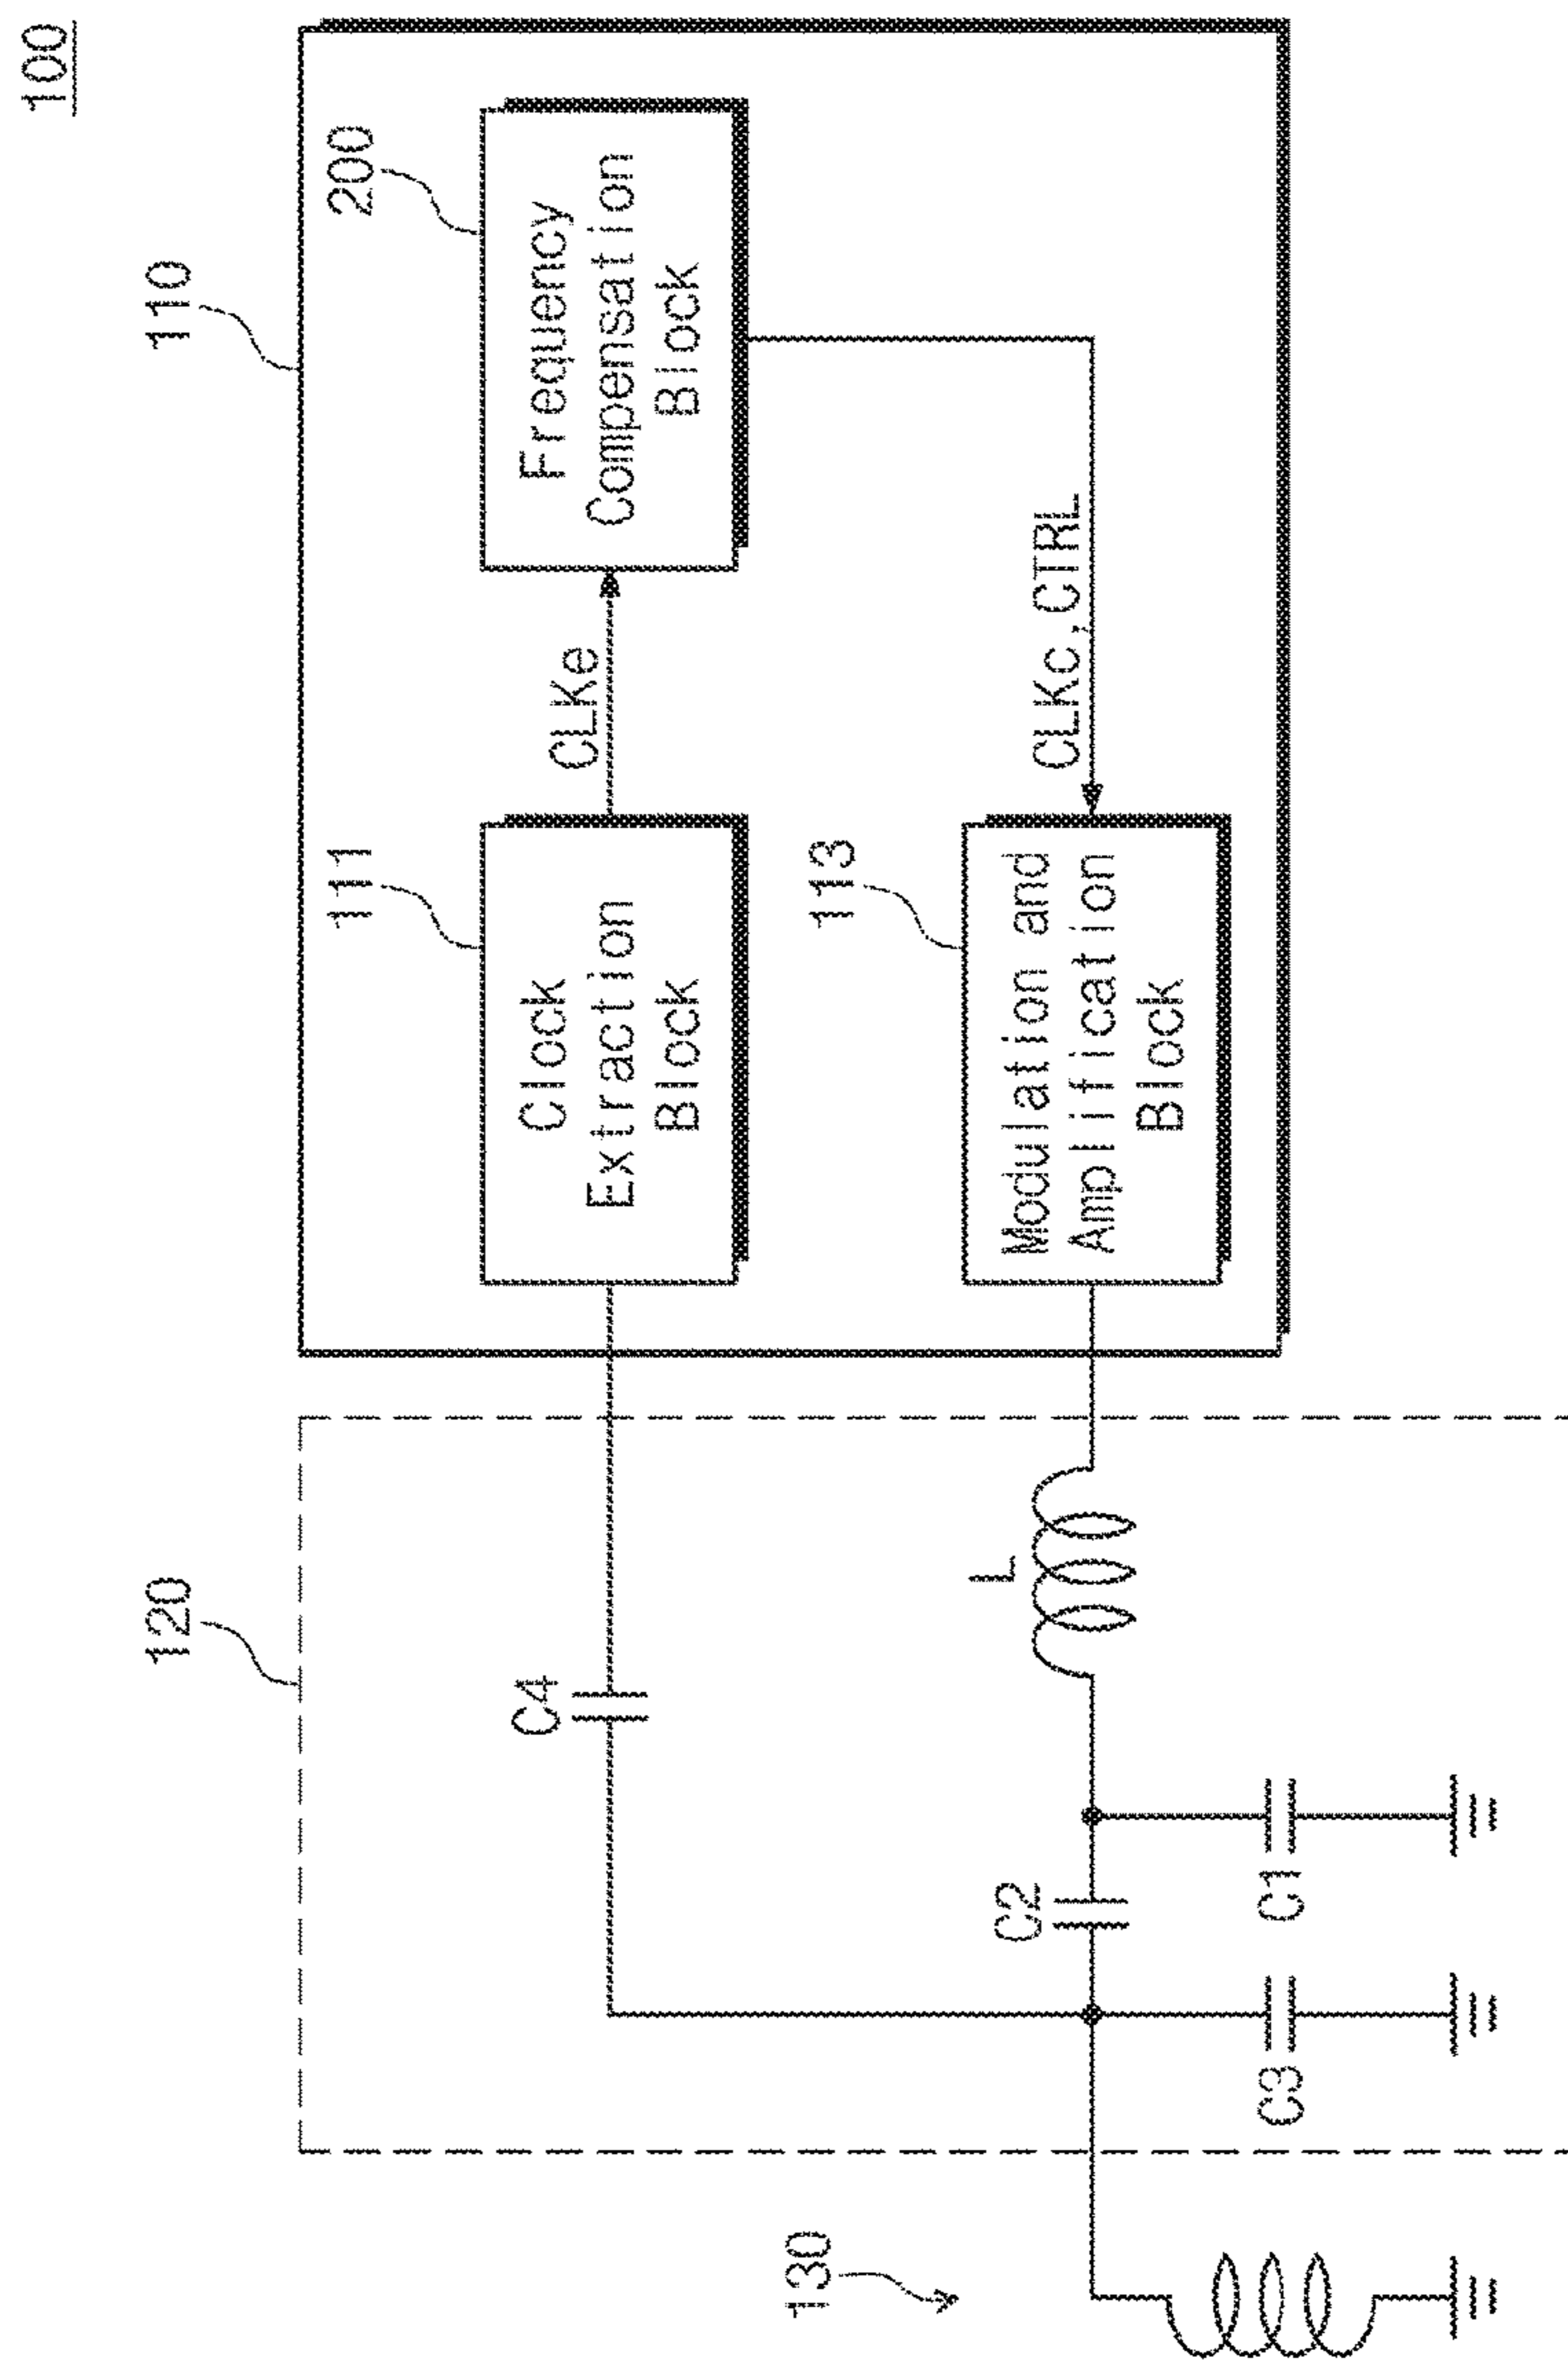 100
110
200
Frequency
Compensation
Block
CLKe
111
Clock
Extraction
Block
CLKc,CTRL
113
Modulation and
Amplification
Block
120
C4
L
C2
C1
C3
130